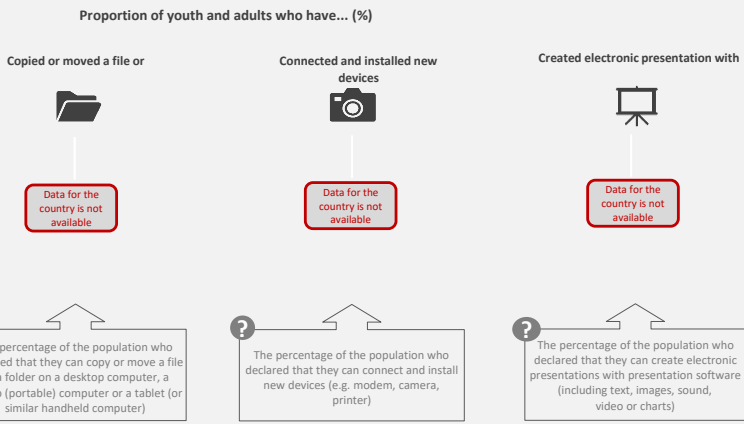 Proportion of youth and adults who have... (%)
Copied or moved a file or
Data for the
country is not
available
percentage of the population who
ed that they can copy or move a file
folder on a desktop computer, a
(portable) computer or a tablet (or
similar handheld computer)
Connected and installed new
devices
Data for the
country is not
available
?
The percentage of the population who
declared that they can connect and install
new devices (e.g. modem, camera,
printer)
Created electronic presentation with
Data for the
country is not
available
?
The percentage of the population who
declared that they can create electronic
presentations with presentation software
(including text, images, sound,
video or charts)